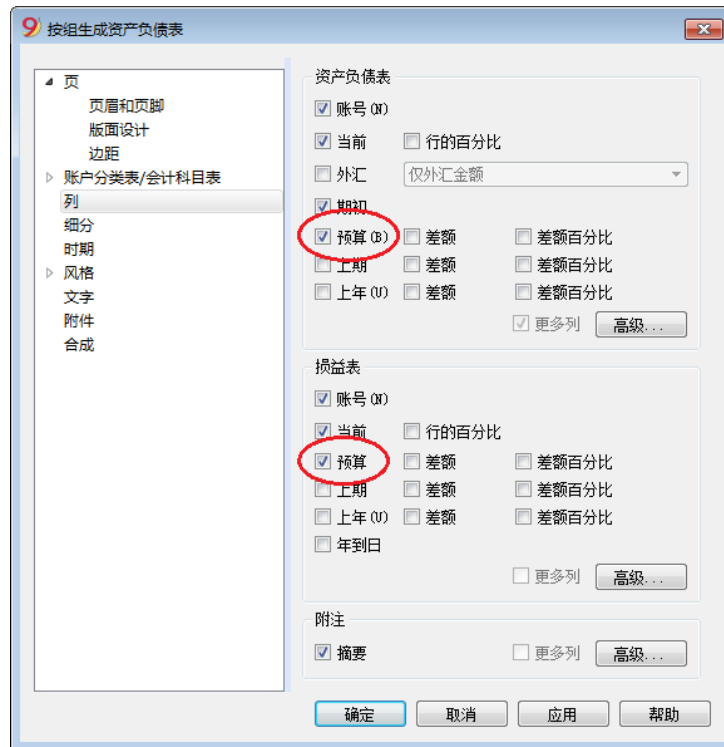 9 按组生成资产负债表
页
页眉和页脚
版面设计
边距
账户分类表/会计科目表
列
细分
时期
风格
文字
附件
合成
资产负债表
账号(N)
当前 行的百分比
外汇 仅外汇金额
期初
预算(B) 差额 差额百分比
上期 差额 差额百分比
上年(U) 差额 差额百分比
更多列 高级...
损益表
账号(N)
当前 行的百分比
预算 差额 差额百分比
上期 差额 差额百分比
上年(U) 差额 差额百分比
年到日
更多列 高级...
附注
摘要 更多列 高级...
确定 取消 应用 帮助